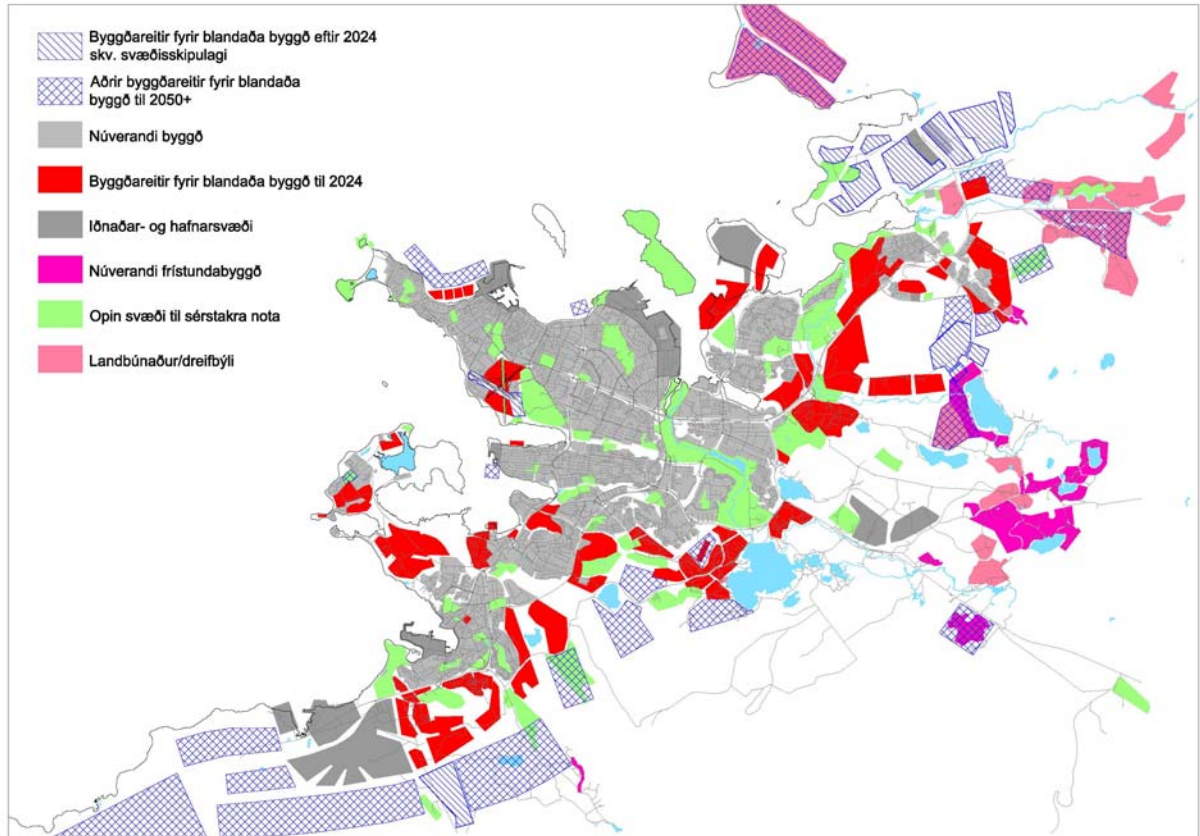 Byggðareitir fyrir blandaða byggð eftir 2024
skv. svæðisskipulagi
Aðrir byggðareitir fyrir blandaða
byggð til 2050+
Núverandi byggð
Byggðareitir fyrir blandaða byggð til 2024
Iðnaðar- og hafnarsvæði
Núverandi frístundabyggð
Opin svæði til sérstakra nota
Landbúnaður/dreifbýli